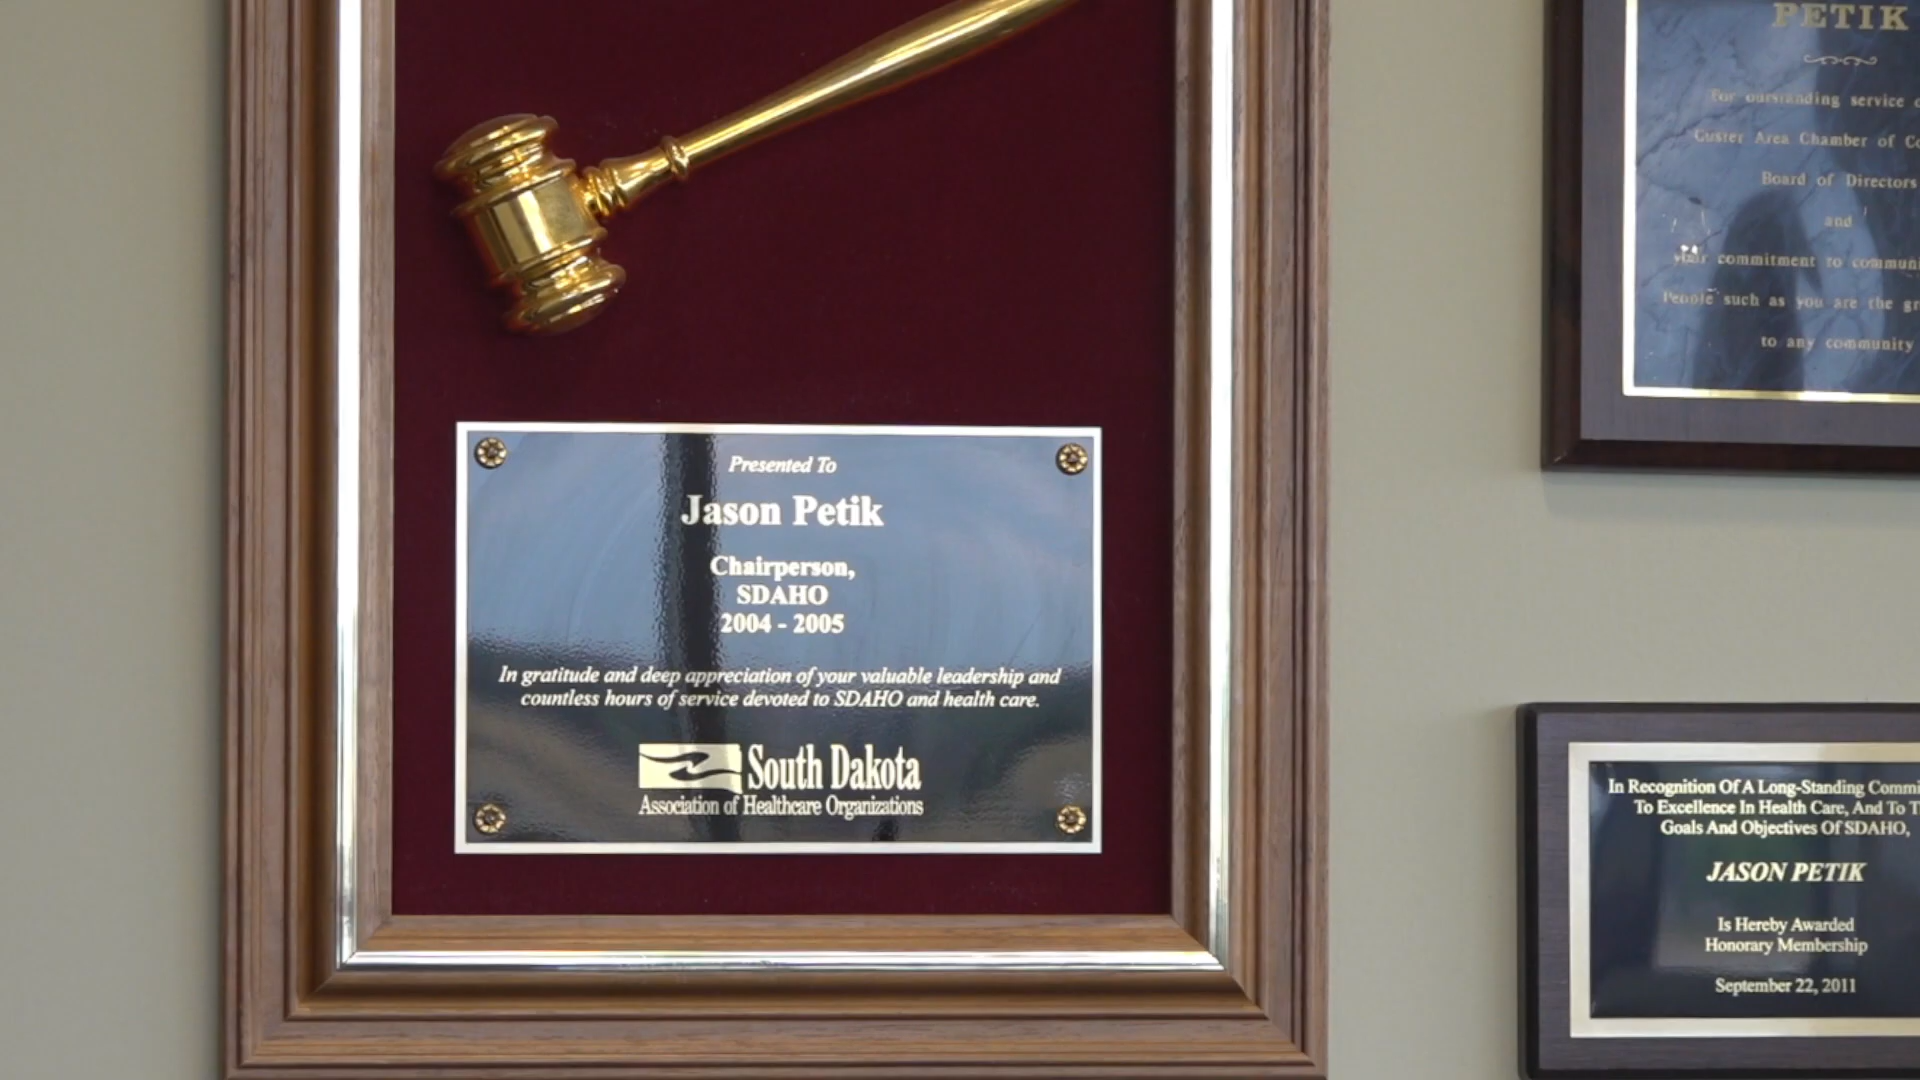 Presented To
Jason Petik
Chairperson,
SDAHO
2004 - 2005
In gratitude and deep appreciation of your valuable leadership and
countless hours of service devoted to SDAHO and health care.
South Dakota
Association of Healthcare Organizations
PETIK
For outstanding service
Custer Area Chamber of
Board of Directors
and
your commitment to
People such as you are the
to any community
In Recognition Of A Long-Standing
To Excellence In Health Care, And To
Goals And Objectives Of SDAHO,
JASON PETIK
Is Hereby Awarded
Honorary Membership
September 22, 2011